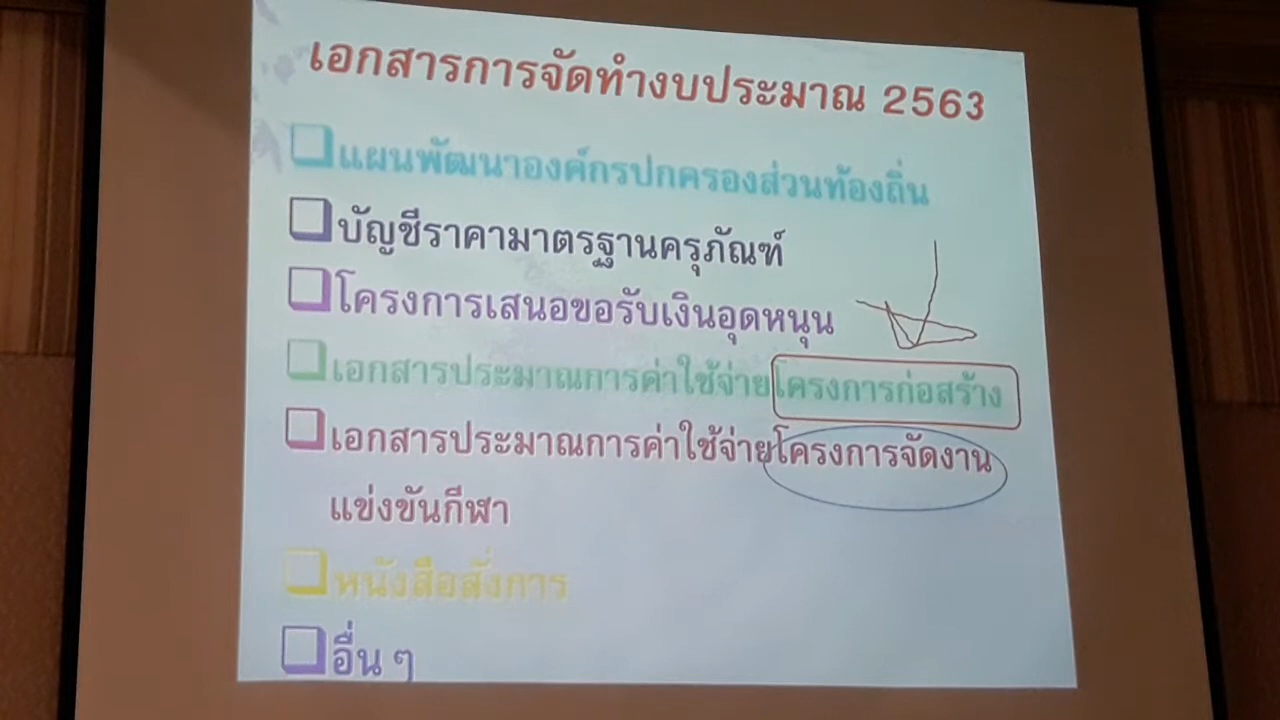 เอกสารการจัดทำงบประมาณ 2563
แผนพัฒนาองค์กรปกครองส่วนท้องถิ่น
บัญชีราคามาตรฐานครุภัณฑ์
โครงการเสนอขอรับเงินอุดหนุน
เอกสารประมาณการค่าใช้จ่ายโครงการก่อสร้าง
เอกสารประมาณการค่าใช้จ่ายโครงการจัดงาน
แข่งขันกีฬา
หนังสือสั่งการ
อื่น ๆ